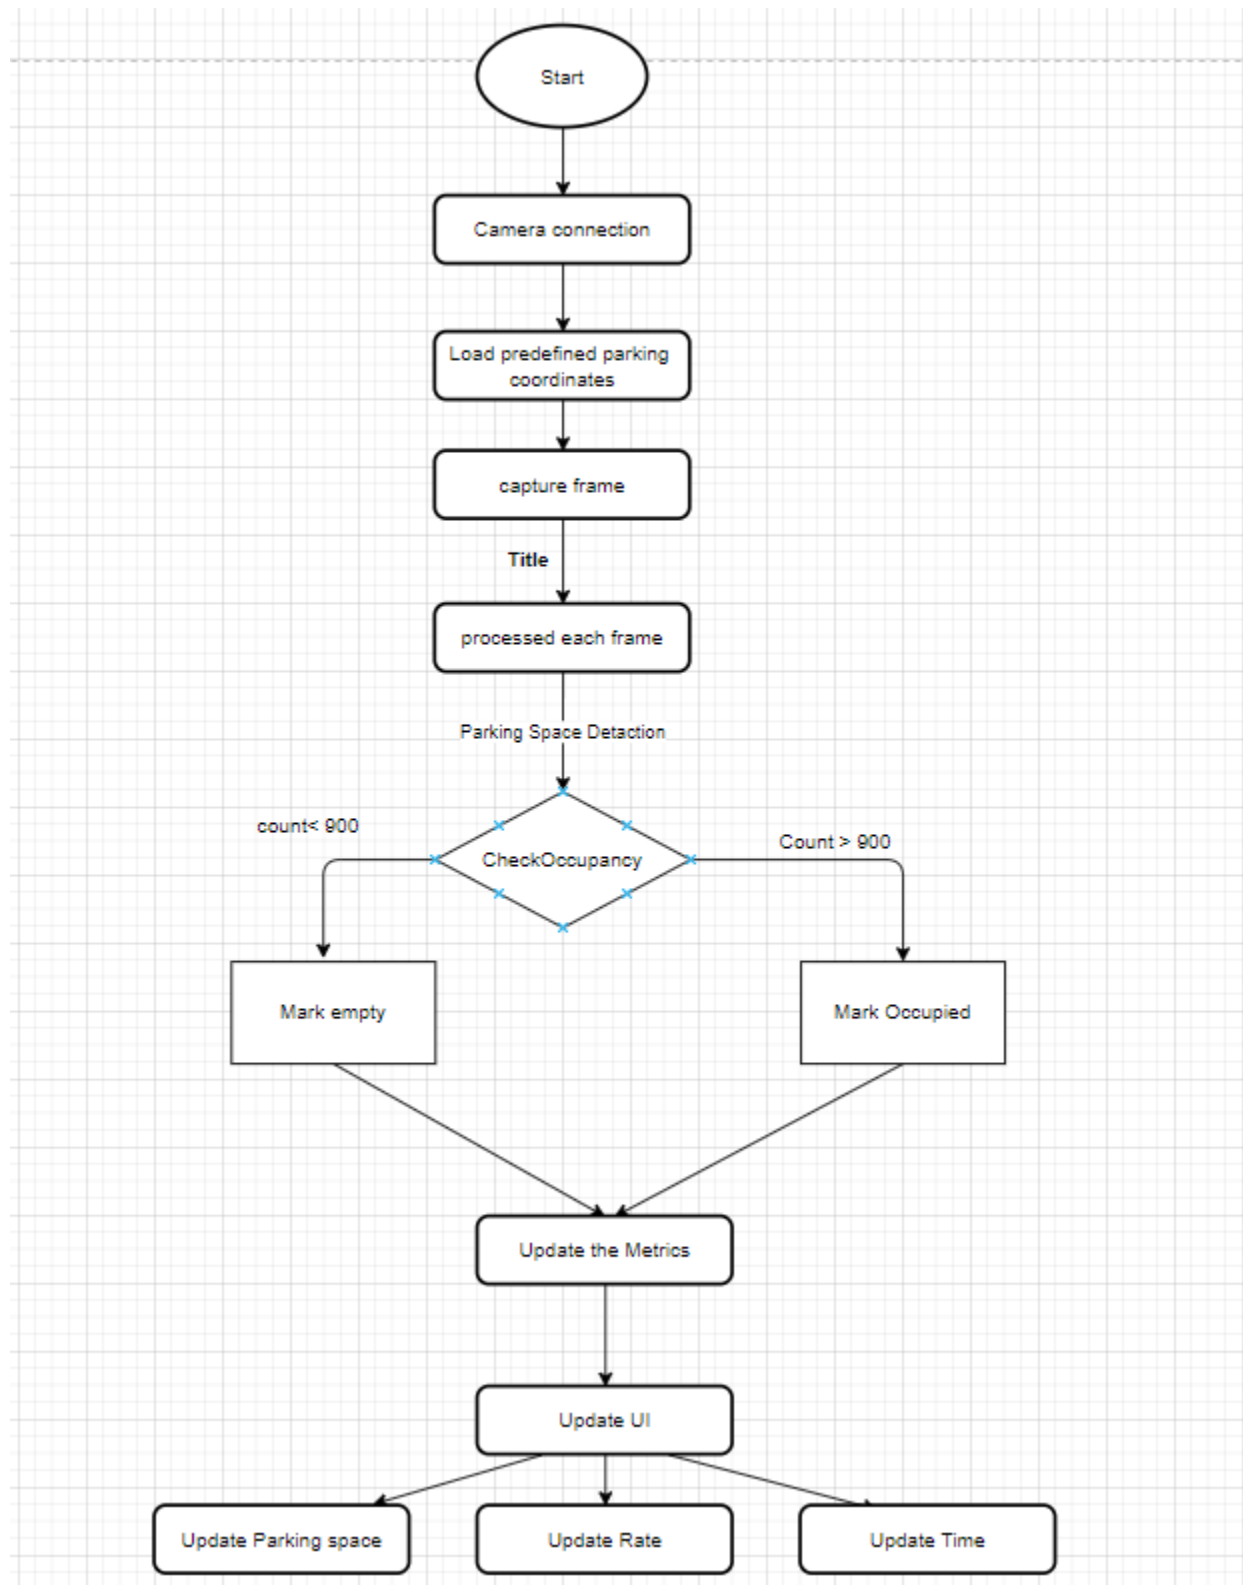 Start
Camera connection
Load predefined parking
coordinates
capture frame
Title
processed each frame
Parking Space Detaction
count< 900
Count > 900
CheckOccupancy
Mark empty
Mark Occupied
Update the Metrics
Update UI
Update Parking space
Update Rate
Update Time